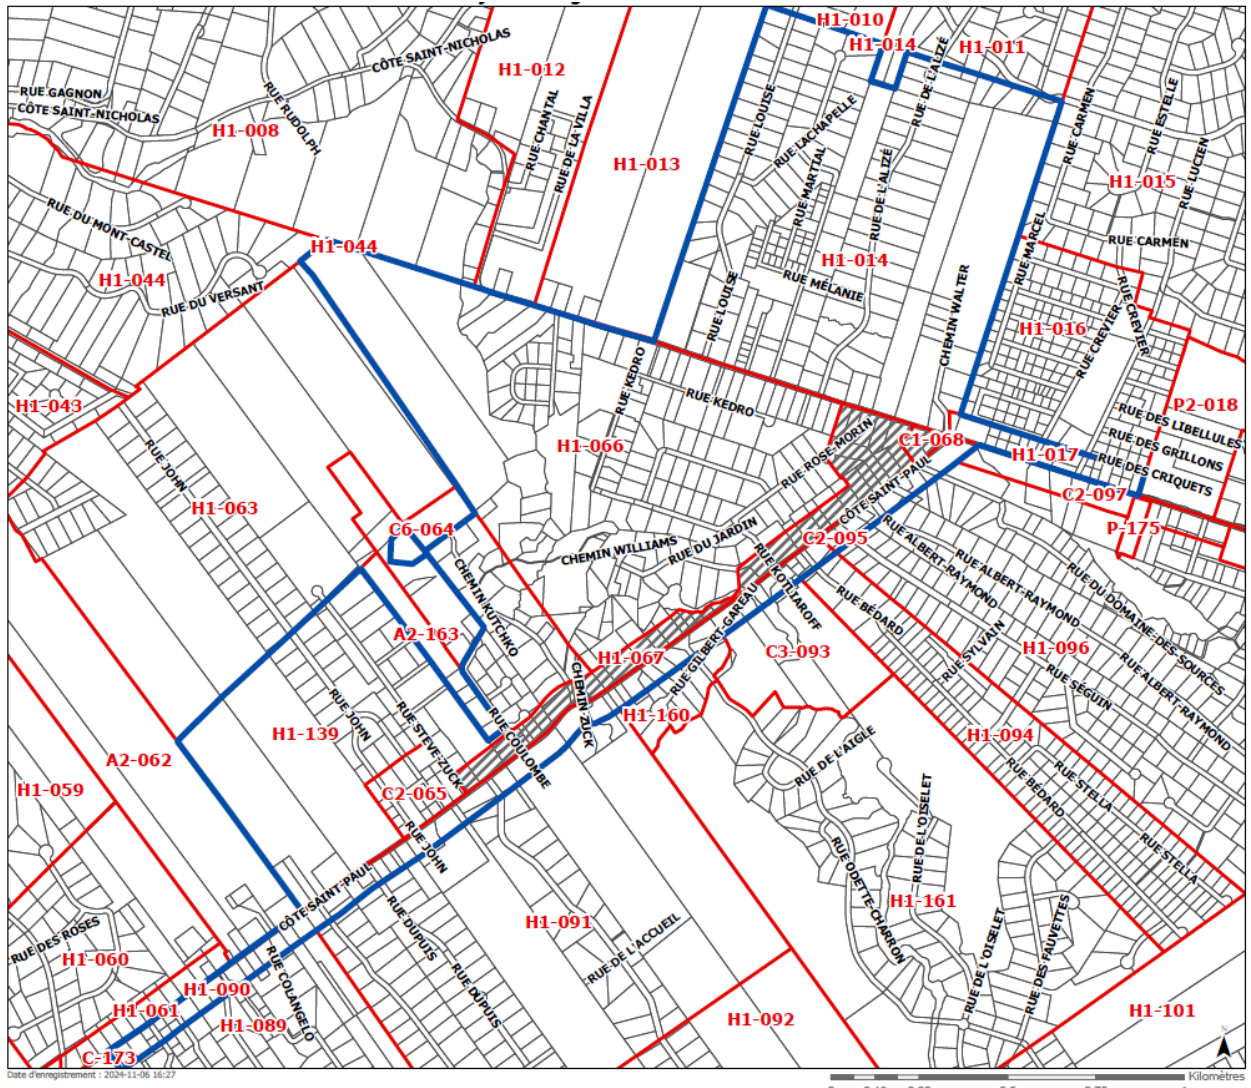 H1-010
H1-014
H1-011
CÔTE SAINT-NICHOLAS
H1-012
RUE GAGNON
CÔTE SAINT-NICHOLAS
RUE RUDOLPH
H1-008
RUE CHANTAL
RUE DE LA VILLA
H1-013
RUE LOUISE
RUE LACHAPELLE
RUE MARTIAL
RUE DE L'ALIZÉ
RUE DE L'ALIZÉ
RUE CARMEN
RUE ESTELLE
RUE LUCIEN
H1-015
RUE DU MONT-CASTEL
H1-044
H1-044
RUE DU VERSANT
H1-014
RUE MÉLANIE
RUE LOUISE
RUE MARCEL
RUE CARMEN
CHEMIN WALTER
H1-016
RUE CREVIER
RUE CREVIER
H1-043
RUE KEDRO
RUE KEDRO
P2-018
RUE DES LIBELLULES
RUE DES GRILLONS
RUE DES CRIQUETS
H1-066
RUE ROSE-MORIN
C1-068
H1-017
RUE JOHN
H1-063
CÔTE SAINT-PAUL
C2-097
P-175
C6-064
C2-095
CHEMIN WILLIAMS
RUE DU JARDIN
RUE KOTLIAROFF
RUE ALBERT-RAYMOND
RUE ALBERT-RAYMOND
RUE DU DOMAINE-DES-SOURCES
CHEMIN KUTCHKO
RUE BÉDARD
A2-163
H1-067
RUE GILBERT-GAREAU
C3-093
RUE SYLVAIN
H1-096
RUE SÉGUIN
RUE ALBERT-RAYMOND
CHEMIN ZUCK
RUE JOHN
RUE STEVE-ZUCK
RUE COULOMBE
H1-139
H1-160
A2-062
H1-094
RUE DE L'AIGLE
RUE BÉDARD
RUE STELLA
RUE STELLA
H1-059
C2-065
RUE JOHN
RUE DE L'OISELET
RUE ODETTE-CHARRON
CÔTE SAINT-PAUL
RUE DUPUIS
H1-091
H1-161
RUE DE L'ACCUEIL
RUE DES ROSES
H1-060
RUE DE L'OISELET
RUE DES FAUVETTES
H1-090
RUE COLANGELO
RUE DUPUIS
H1-061
H1-089
H1-092
H1-101
C-173
N
Date d'enregistrement : 2024-11-06 16:27
Kilomètres